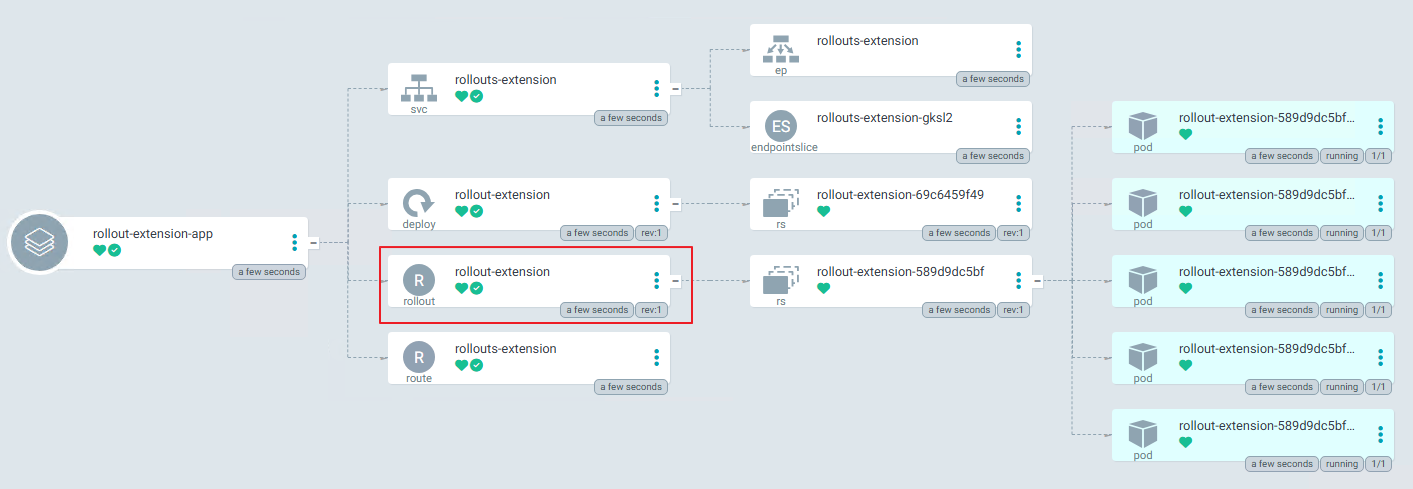 rollout-extension-app
a few seconds
rollouts-extension
svc
a few seconds
rollout-extension
deploy
a few seconds rev:1
R
rollout-extension
rollout
a few seconds rev:1
R
rollouts-extension
route
a few seconds
rollouts-extension
ep
a few seconds
ES
rollouts-extension-gksl2
endpointslice
a few seconds
rollout-extension-69c6459f49
rs
a few seconds rev:1
rollout-extension-589d9dc5bf
rs
a few seconds rev:1
rollout-extension-589d9dc5bf...
pod
a few seconds running 1/1
rollout-extension-589d9dc5bf...
pod
a few seconds running 1/1
rollout-extension-589d9dc5bf...
pod
a few seconds running 1/1
rollout-extension-589d9dc5bf...
pod
a few seconds running 1/1
rollout-extension-589d9dc5bf...
pod
a few seconds running 1/1